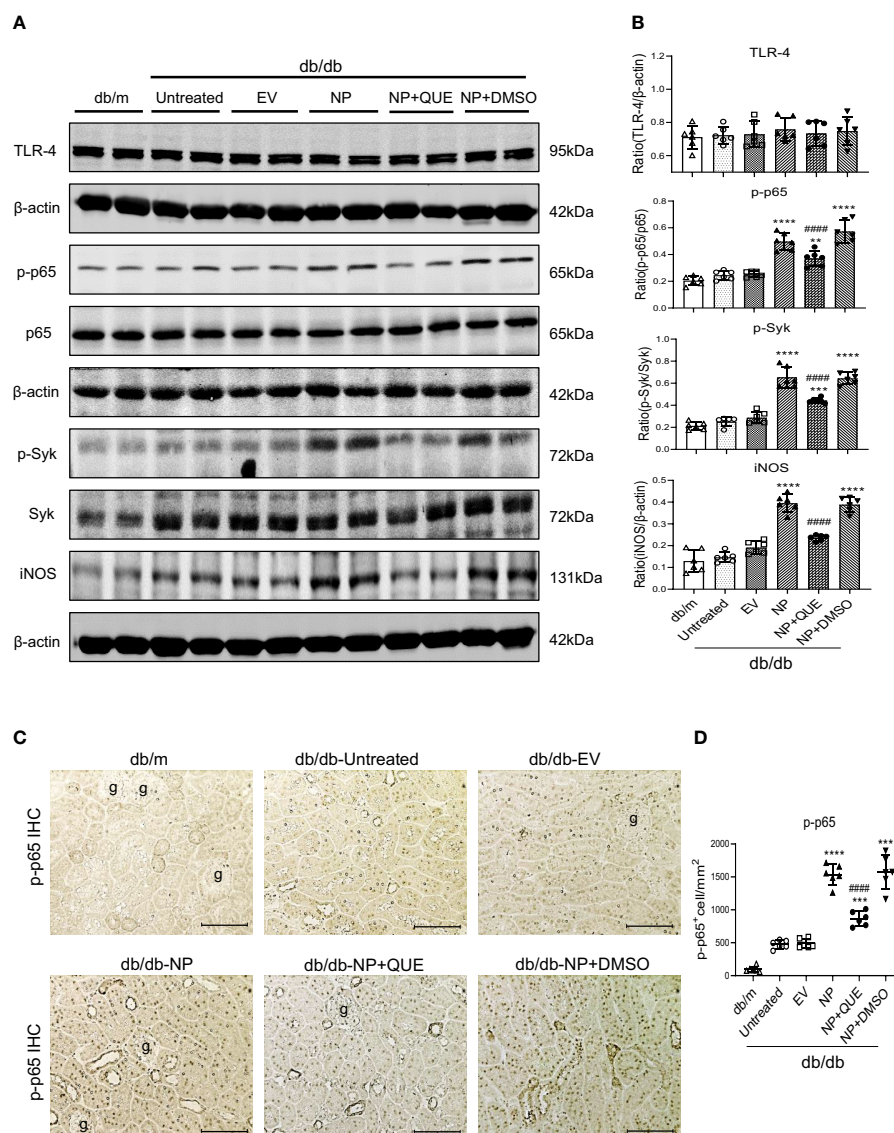 A
db/db
db/m Untreated EV NP NP+QUE NP+DMSO
TLR-4 95kDa
β-actin 42kDa
p-p65 65kDa
p65 65kDa
β-actin 42kDa
p-Syk 72kDa
Syk 72kDa
iNOS 131kDa
β-actin 42kDa
B
TLR-4
Ratio(TLR-4/β-actin)
1.2
1.0
0.8
0.6
p-p65
Ratio(p-p65/p65)
0.8
0.6
0.4
0.2
0.0
****
####
**
****
p-Syk
Ratio(p-Syk/Syk)
1.0
0.8
0.6
0.4
0.2
0.0
****
####
***
****
iNOS
Ratio(iNOS/β-actin)
0.5
0.4
0.3
0.2
0.1
0.0
****
####
****
db/m Untreated EV NP NP+QUE NP+DMSO
db/db
C
db/m db/db-Untreated db/db-EV
p-p65 IHC
g g
g
g
db/db-NP db/db-NP+QUE db/db-NP+DMSO
p-p65 IHC
g
g
g
D
p-p65
p-p65+ cell/mm²
2000
1500
1000
500
0
****
####
***
***
db/m Untreated EV NP NP+QUE NP+DMSO
db/db